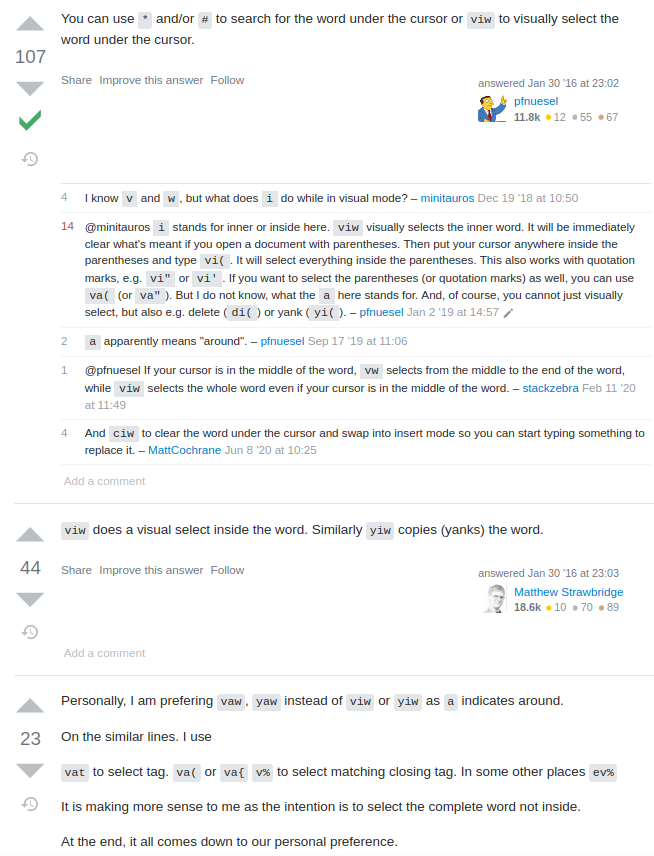 You can use * and/or # to search for the word under the cursor or viw to visually select the
word under the cursor.
107
Share Improve this answer Follow
answered Jan 30 '16 at 23:02
pfnuesel
11.8k 12 55 67
4 I know v and w, but what does i do while in visual mode? – minitauros Dec 19 '18 at 10:50
14 @minitauros i stands for inner or inside here. viw visually selects the inner word. It will be immediately
clear what's meant if you open a document with parentheses. Then put your cursor anywhere inside the
parentheses and type vi(. It will select everything inside the parentheses. This also works with quotation
marks, e.g. vi" or vi'. If you want to select the parentheses (or quotation marks) as well, you can use
va( (or va"). But I do not know, what the a here stands for. And, of course, you cannot just visually
select, but also e.g. delete (di() or yank (yi(). – pfnuesel Jan 2 '19 at 14:57
2 a apparently means "around". – pfnuesel Sep 17 '19 at 11:06
1 @pfnuesel If your cursor is in the middle of the word, vw selects from the middle to the end of the word,
while viw selects the whole word even if your cursor is in the middle of the word. – stackzebra Feb 11 '20
at 11:49
4 And ciw to clear the word under the cursor and swap into insert mode so you can start typing something to
replace it. – MattCochrane Jun 8 '20 at 10:25
Add a comment
viw does a visual select inside the word. Similarly yiw copies (yanks) the word.
44
Share Improve this answer Follow
answered Jan 30 '16 at 23:03
Matthew Strawbridge
18.6k 10 70 89
Add a comment
Personally, I am prefering vaw, yaw instead of viw or yiw as a indicates around.
23
On the similar lines. I use
vat to select tag. va( or va{ v% to select matching closing tag. In some other places ev%
It is making more sense to me as the intention is to select the complete word not inside.
At the end, it all comes down to our personal preference.